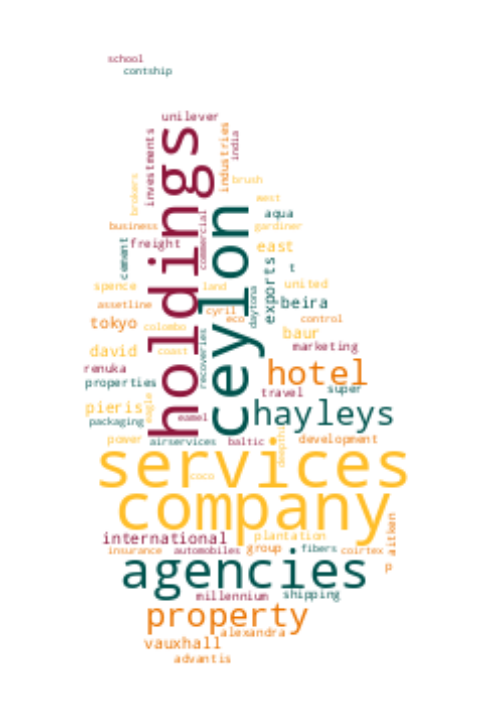 school
contship
unilever
holdings
investments
industries
india
brokers
brush
west
ceylon
commercial
aqua
business
gardiner
cement
freight
east
exports
t
spence
land
united
daytona
assetline
cyril
beira
eco
control
tokyo
colombo
baur
recoveries
marketing
david
coast
renuka
hotel
properties
super
travel
eagle
pieris
hayleys
eamel
packaging
power
airservices
baltic
deepthi
development
services
coco
company
aitken
international
plantation
insurance
automobiles
group
fibers
coirtex
p
agencies
millennium
shipping
property
alexandra
vauxhall
advantis